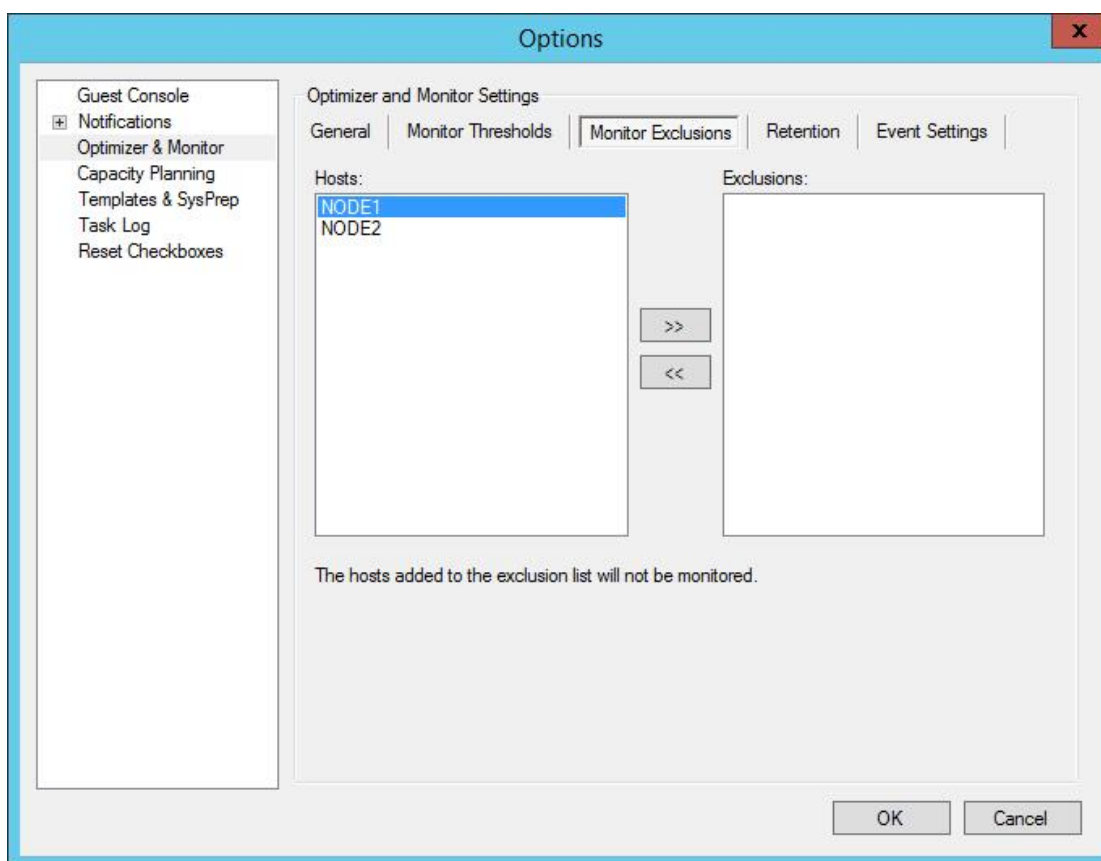 Options
x
Guest Console
Notifications
Optimizer & Monitor
Capacity Planning
Templates & SysPrep
Task Log
Reset Checkboxes
Optimizer and Monitor Settings
General
Monitor Thresholds
Monitor Exclusions
Retention
Event Settings
Hosts:
NODE1
NODE2
>>
<<
Exclusions:
The hosts added to the exclusion list will not be monitored.
OK
Cancel